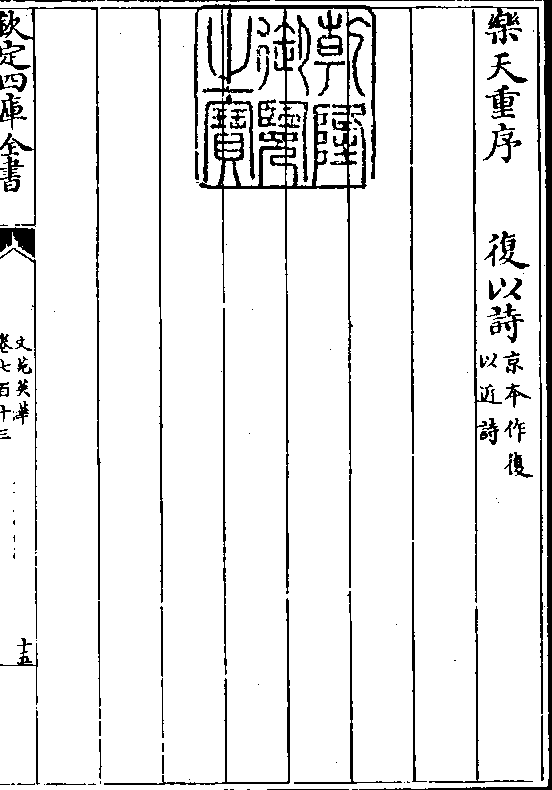 樂天重序　復以詩京本作復以近詩
乾隆御覽之寶
欽定四庫全書
文苑英華
卷七百十三
十五